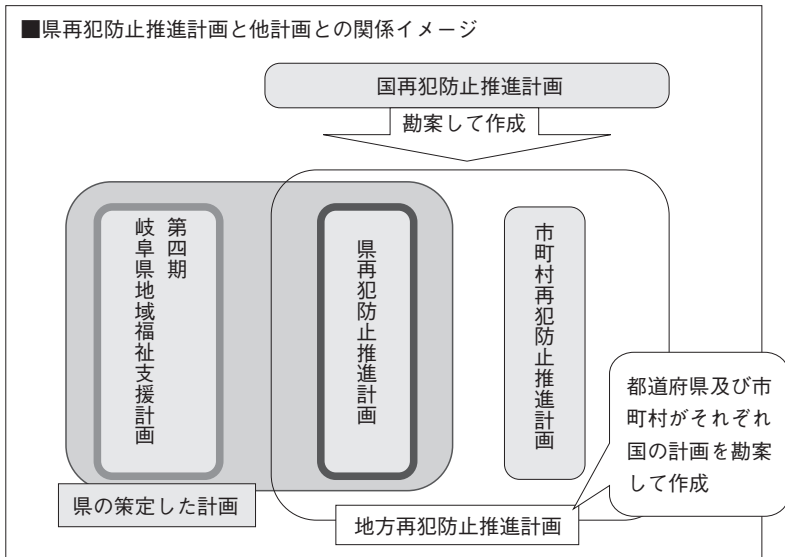 ■県再犯防止推進計画と他計画との関係イメージ
国再犯防止推進計画
勘案して作成
第四期
岐阜県地域福祉支援計画
県再犯防止推進計画
市町村再犯防止推進計画
都道府県及び市
町村がそれぞれ
国の計画を勘案
して作成
県の策定した計画
地方再犯防止推進計画